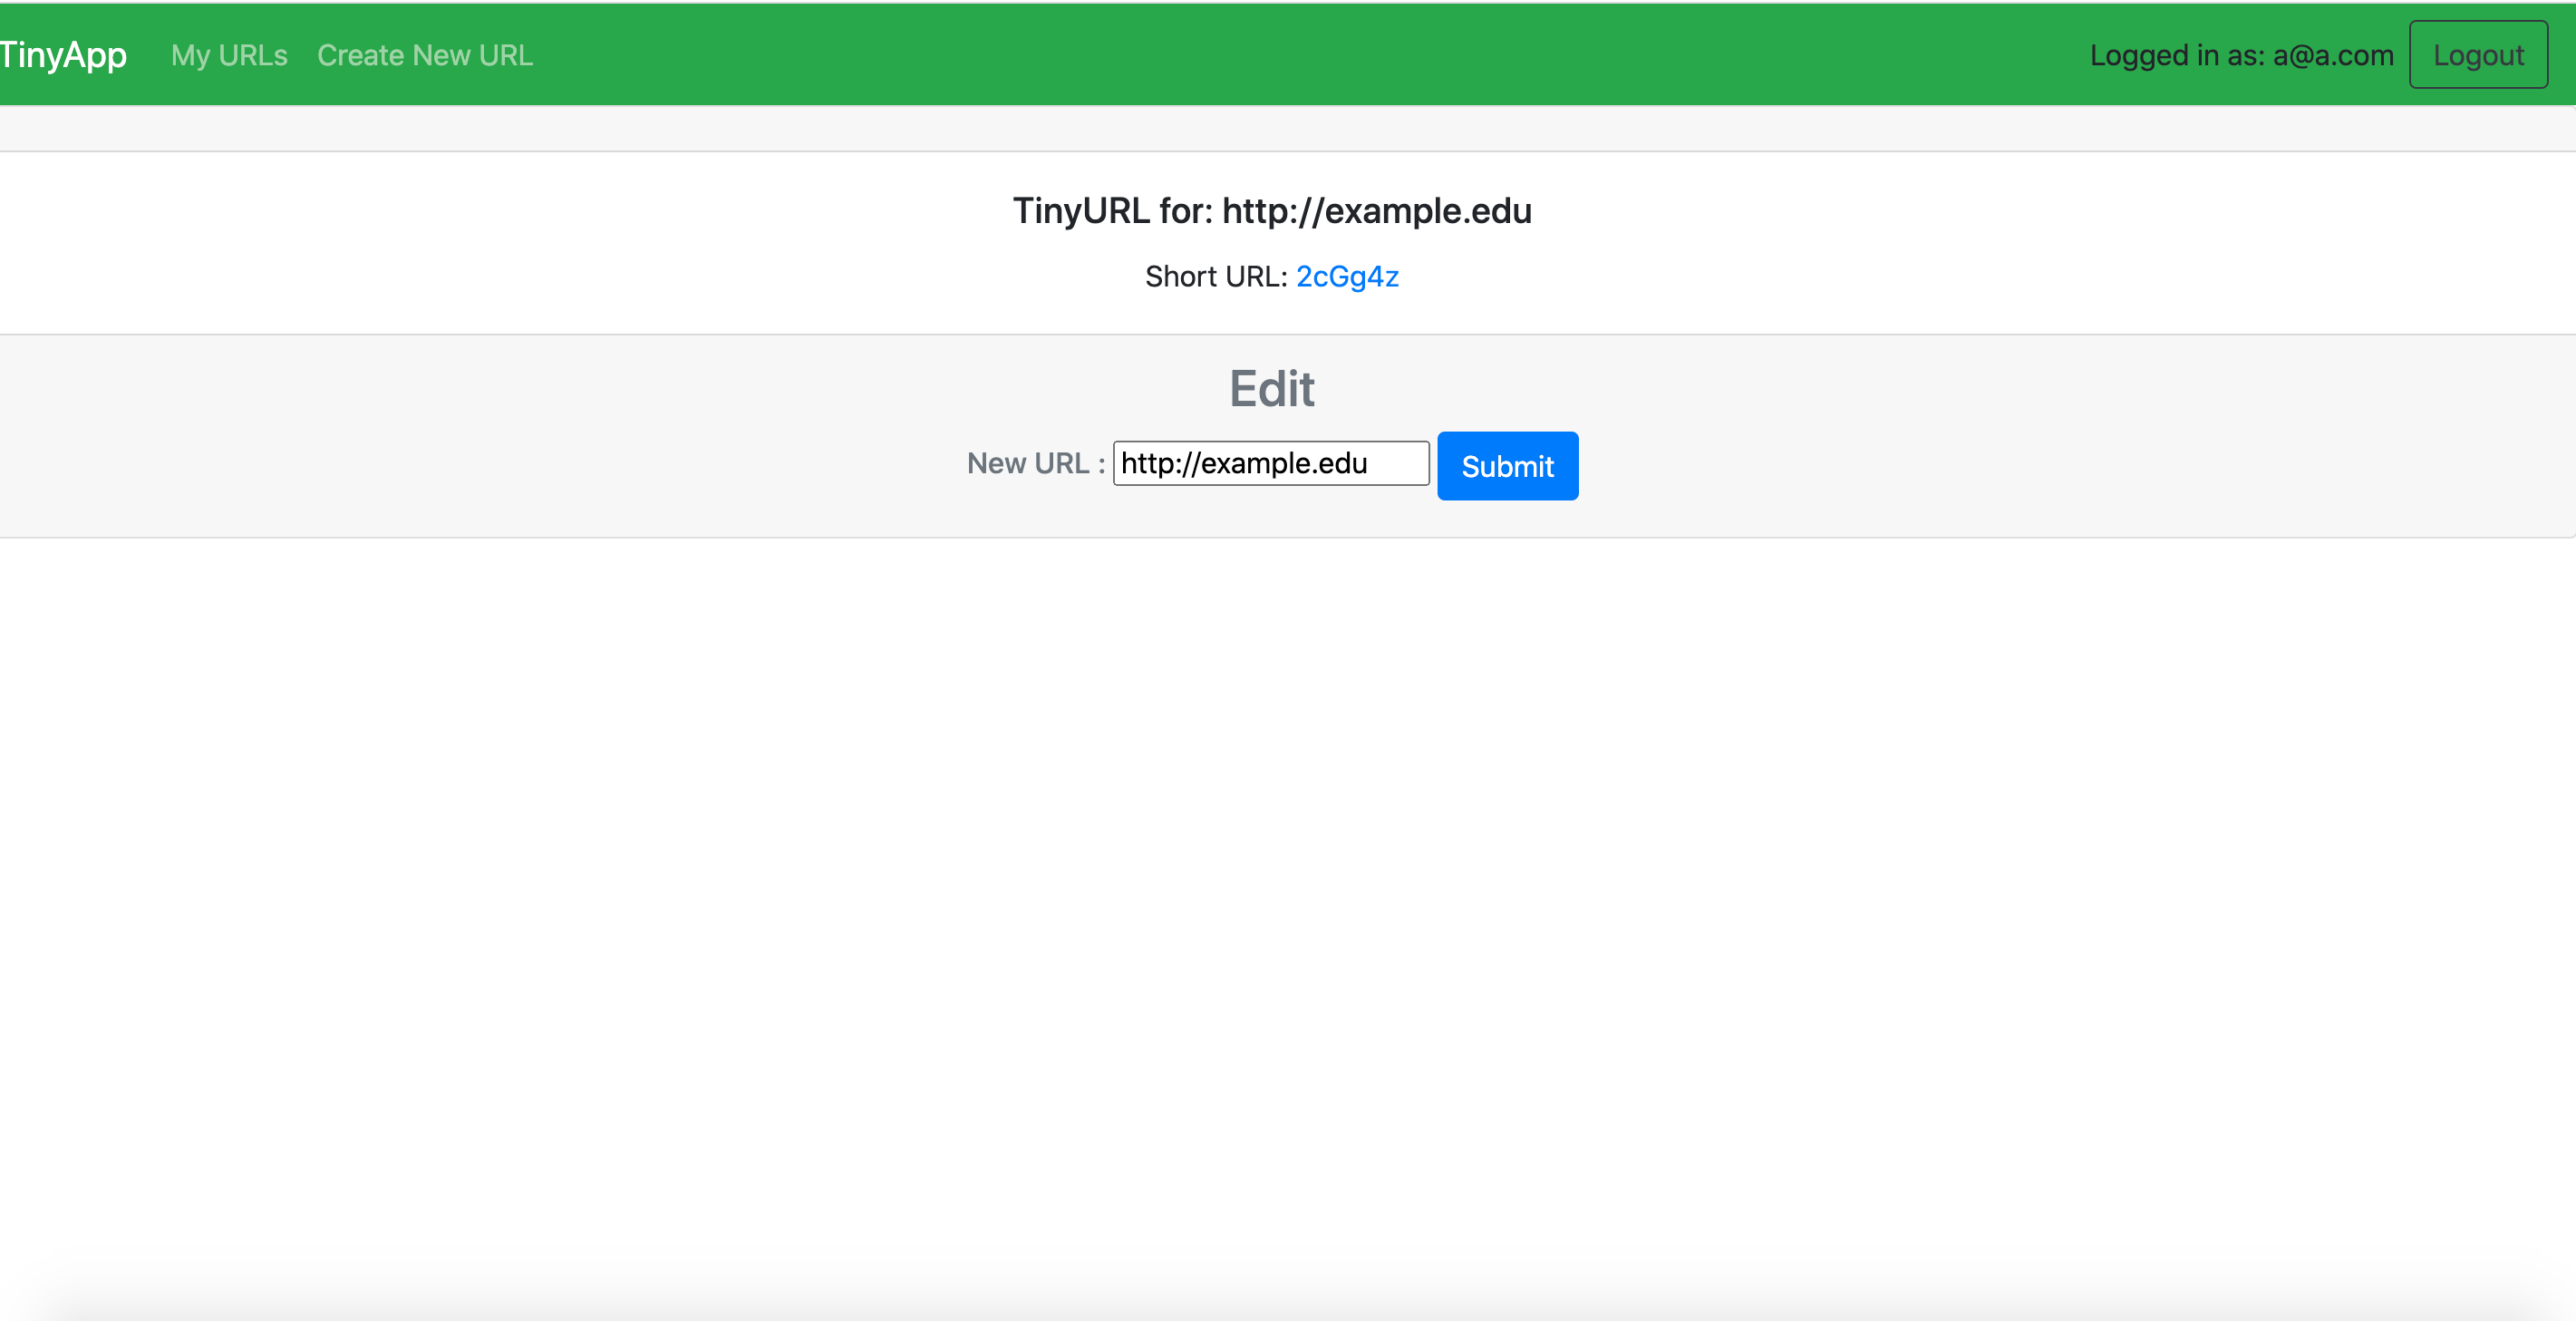 TinyApp My URLs Create New URL Logged in as: a@a.com Logout
TinyURL for: http://example.edu
Short URL: 2cGg4z
Edit
New URL : http://example.edu Submit